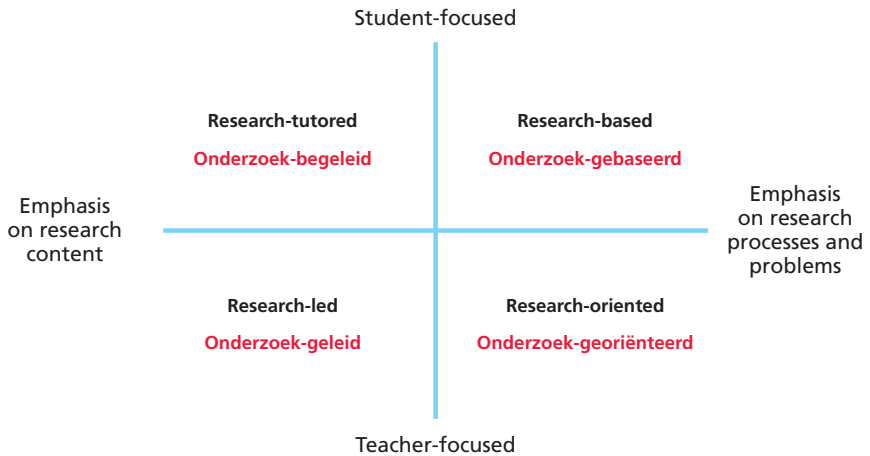 Student-focused
Research-tutored
Onderzoek-begeleid
Research-based
Onderzoek-gebaseerd
Emphasis
on research
content
Emphasis
on research
processes and
problems
Research-led
Onderzoek-geleid
Research-oriented
Onderzoek-georiënteerd
Teacher-focused